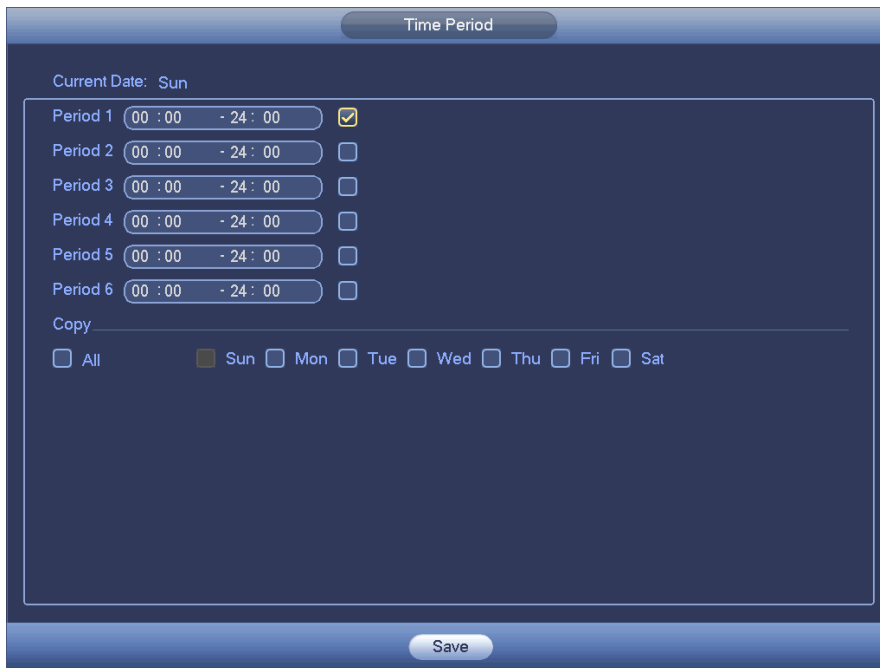 Time Period
Current Date: Sun
Period 1 00 :00 - 24 : 00
Period 2 00 :00 - 24 : 00
Period 3 00 :00 - 24 : 00
Period 4 00 :00 - 24 : 00
Period 5 00 :00 - 24 : 00
Period 6 00 :00 - 24 : 00
Copy
All Sun Mon Tue Wed Thu Fri Sat
Save